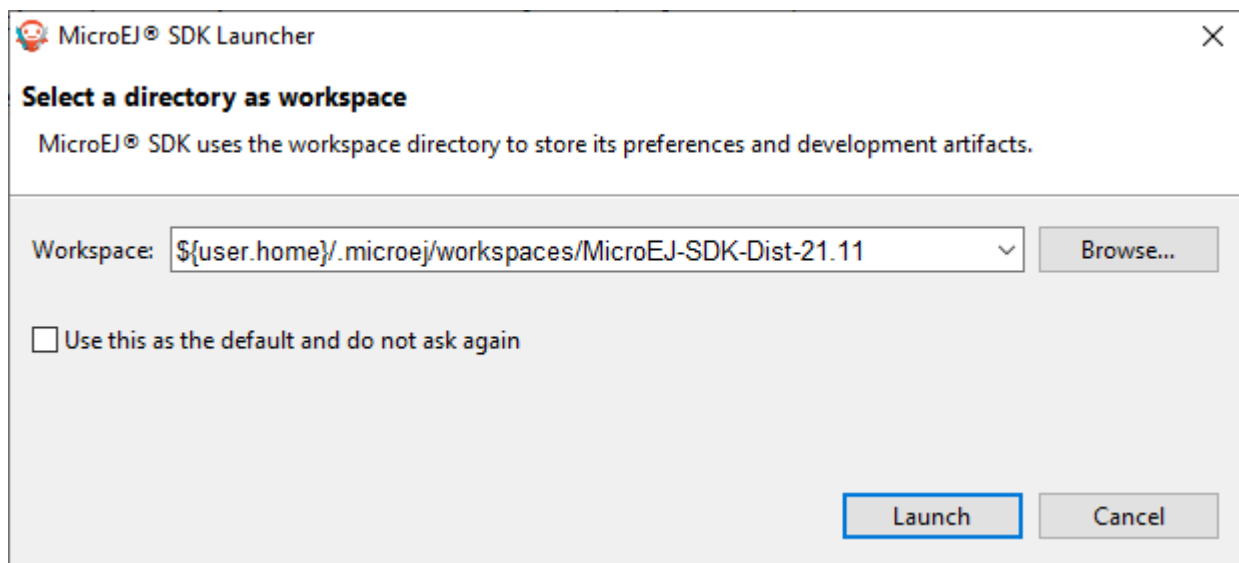 MicroEJ® SDK Launcher
Select a directory as workspace
MicroEJ® SDK uses the workspace directory to store its preferences and development artifacts.
Workspace: ${user.home}/.microej/workspaces/MicroEJ-SDK-Dist-21.11 Browse...
Use this as the default and do not ask again
Launch Cancel